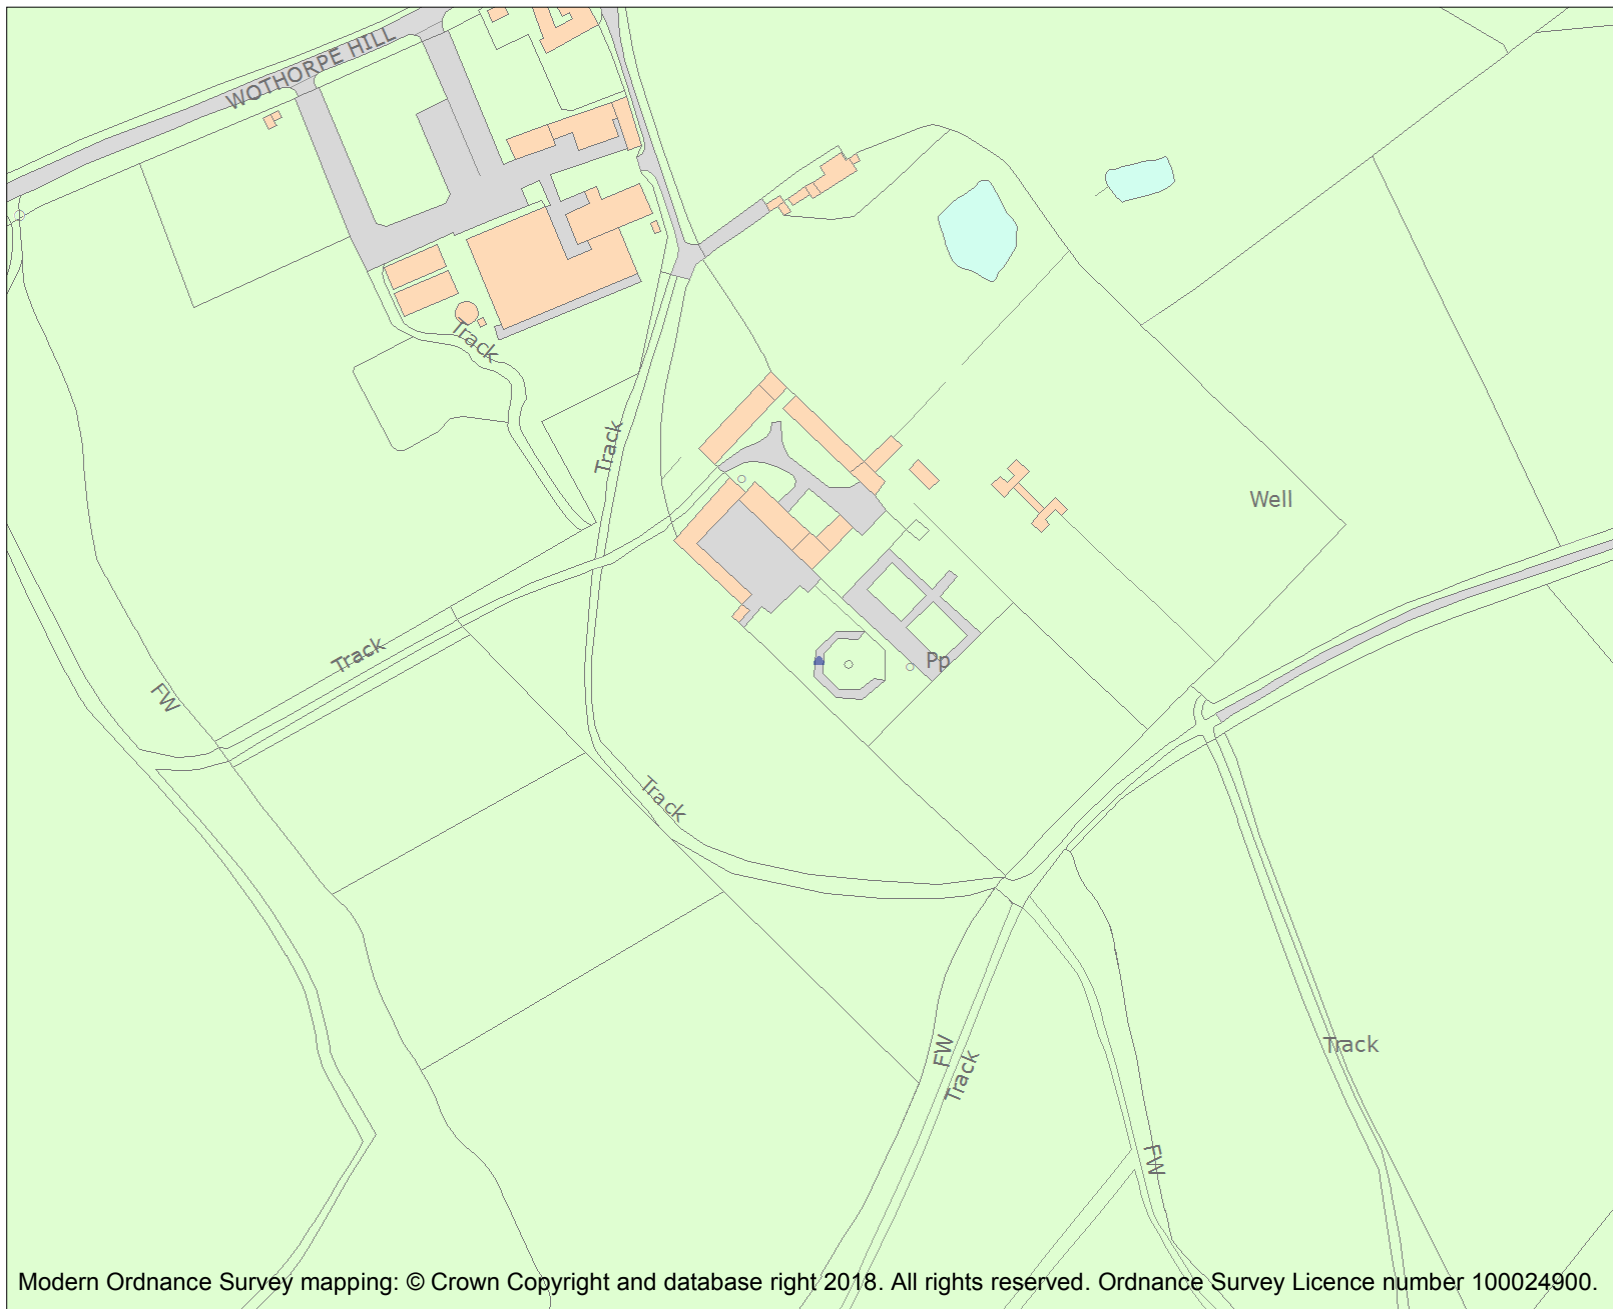 WOTHORPE HILL
Track
Track
Well
Track
Pp
FW
Track
Track
FW
Track
Track
FW
Modern Ordnance Survey mapping: © Crown Copyright and database right 2018. All rights reserved. Ordnance Survey Licence number 100024900.